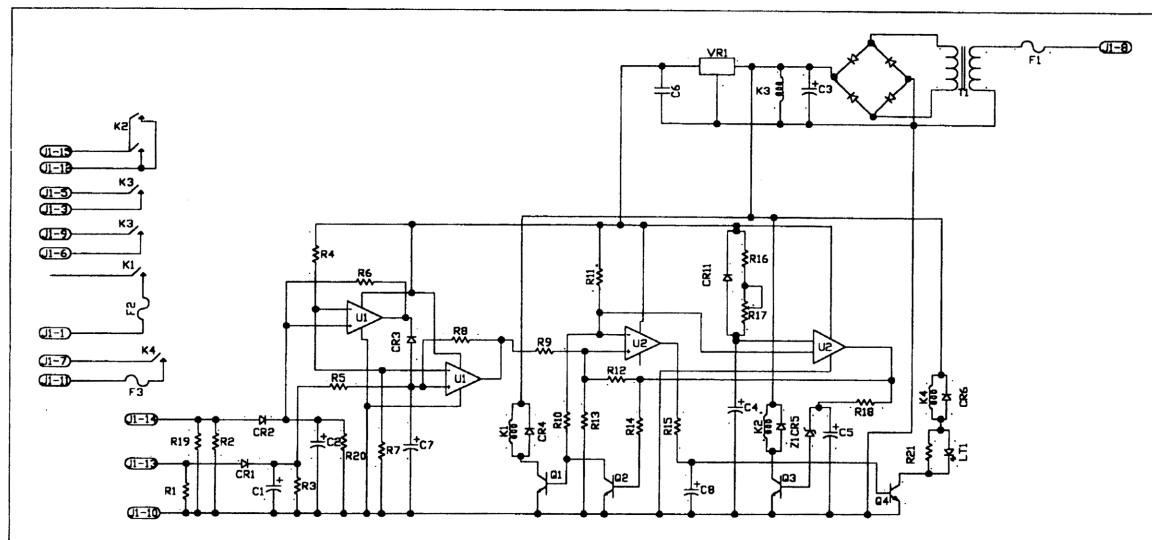 VR1
J1-8
F1
T1
C6
K3
C3
K2
J1-15
J1-12
J1-5
K3
J1-3
J1-9
K3
J1-6
K1
F2
J1-1
J1-7
K4
J1-11
F3
R4
R6
U1
CR3
R8
R5
U1
R9
R11
U2
R12
CR11
R16
R17
U2
R18
K4
CR6
J1-14
CR2
R19
R2
C2
R20
R7
C7
K1
CR4
R10
R13
R14
R15
C4
K2
Z1
CR5
C5
R21
LT1
J1-13
CR1
R1
C1
R3
Q1
Q2
C8
Q3
Q4
J1-10